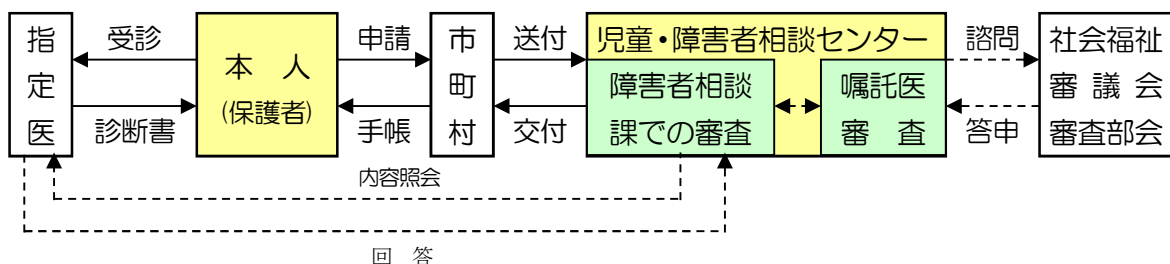 指定医
受診
診断書
本 人
(保護者)
申請
手帳
市町村
送付
交付
児童・障害者相談センター
障害者相談
課での審査
嘱託医
審 査
諮問
答申
社会福祉
審 議 会
審査部会
内容照会
回 答